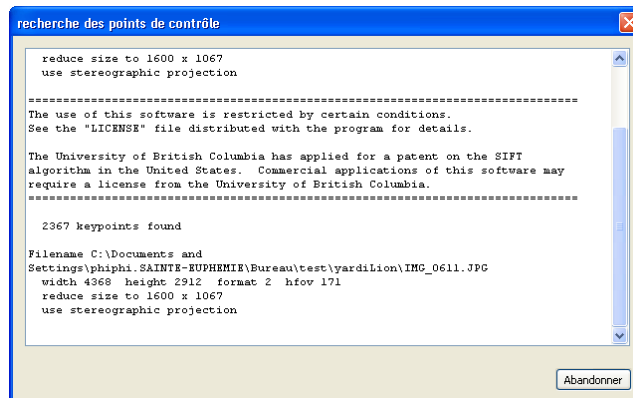 recherche des points de contrôle
reduce size to 1600 x 1067
use stereographic projection
===============================================================================
The use of this software is restricted by certain conditions.
See the "LICENSE" file distributed with the program for details.
The University of British Columbia has applied for a patent on the SIFT
algorithm in the United States.  Commercial applications of this software may
require a license from the University of British Columbia.
===============================================================================
2367 keypoints found
Filename C:\Documents and
Settings\phiphi.SAINTE-EUPHEMIE\Bureau\test\yardiLion\IMG_0611.JPG
width 4368  height 2912  format 2  hfov 171
reduce size to 1600 x 1067
use stereographic projection
Abandonner